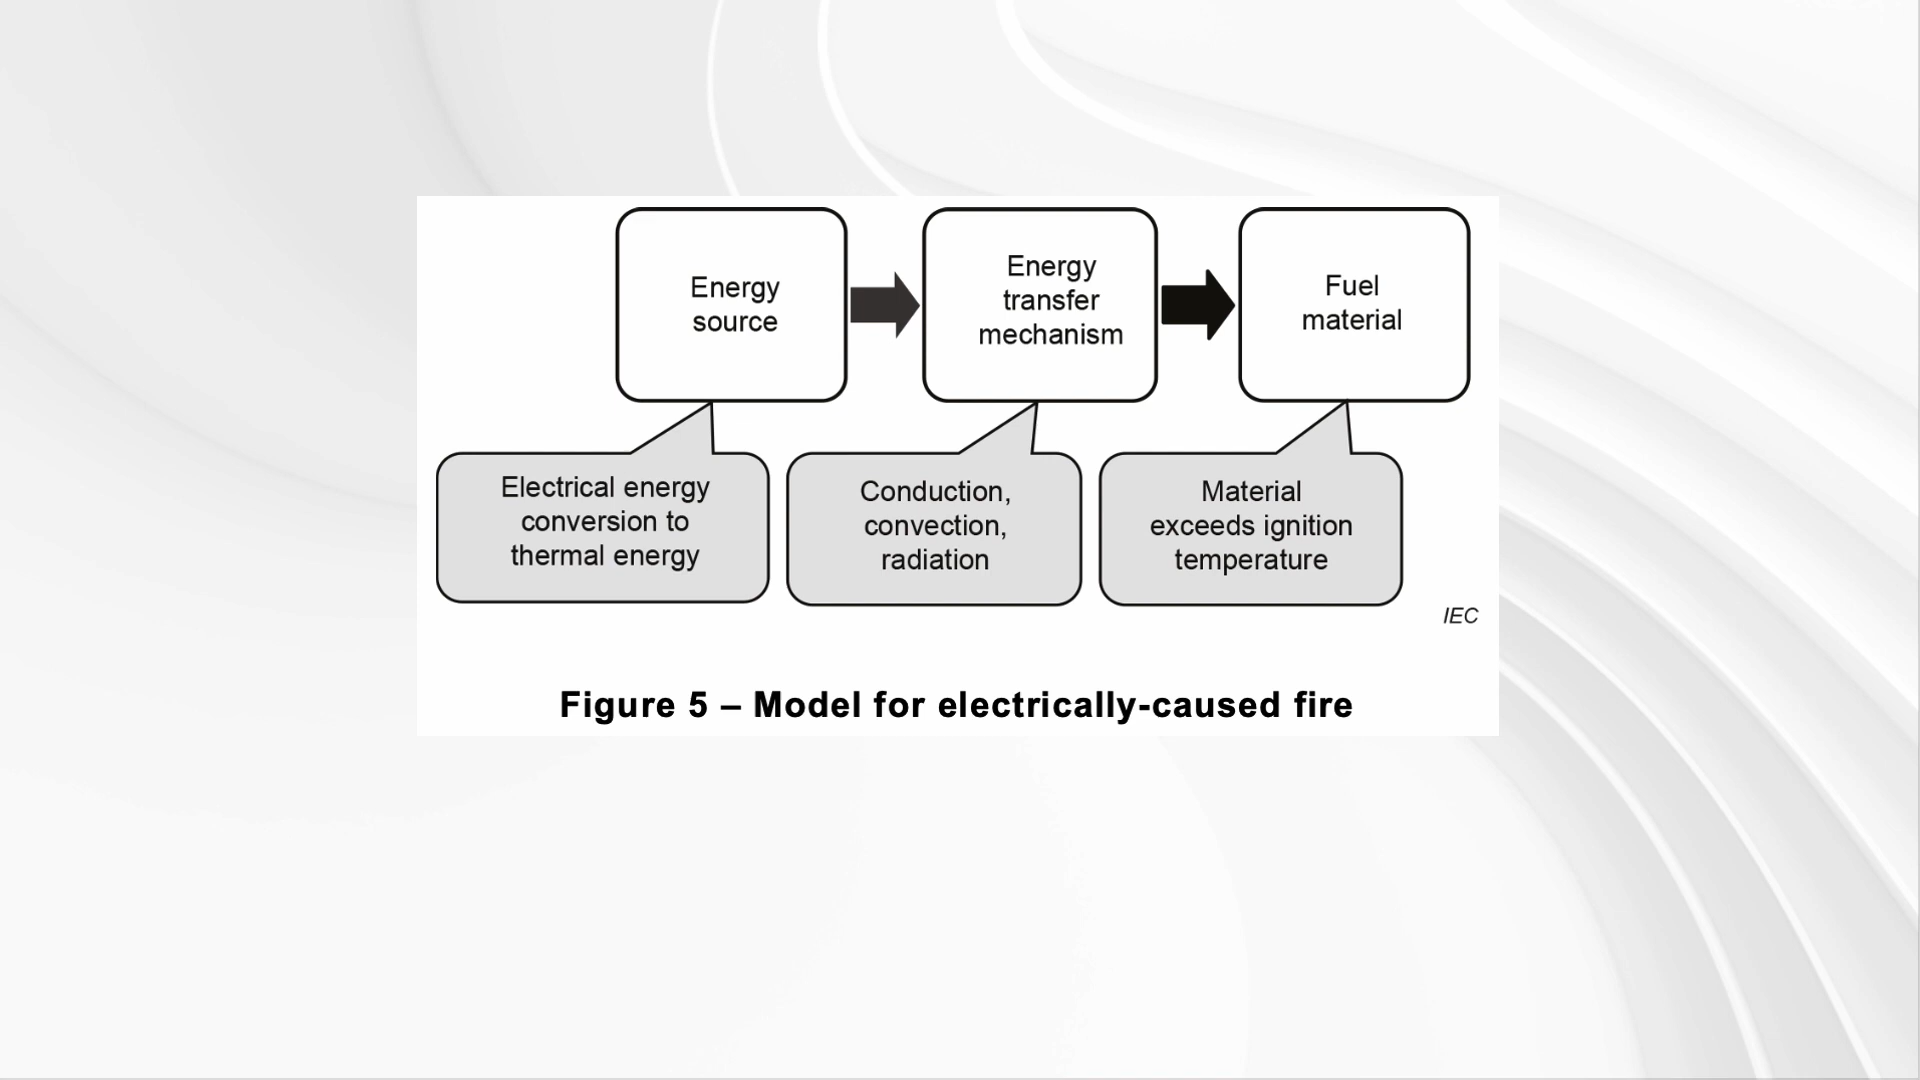 Energy
source
Energy
transfer
mechanism
Fuel
material
Electrical energy
conversion to
thermal energy
Conduction,
convection,
radiation
Material
exceeds ignition
temperature
IEC
Figure 5 – Model for electrically-caused fire